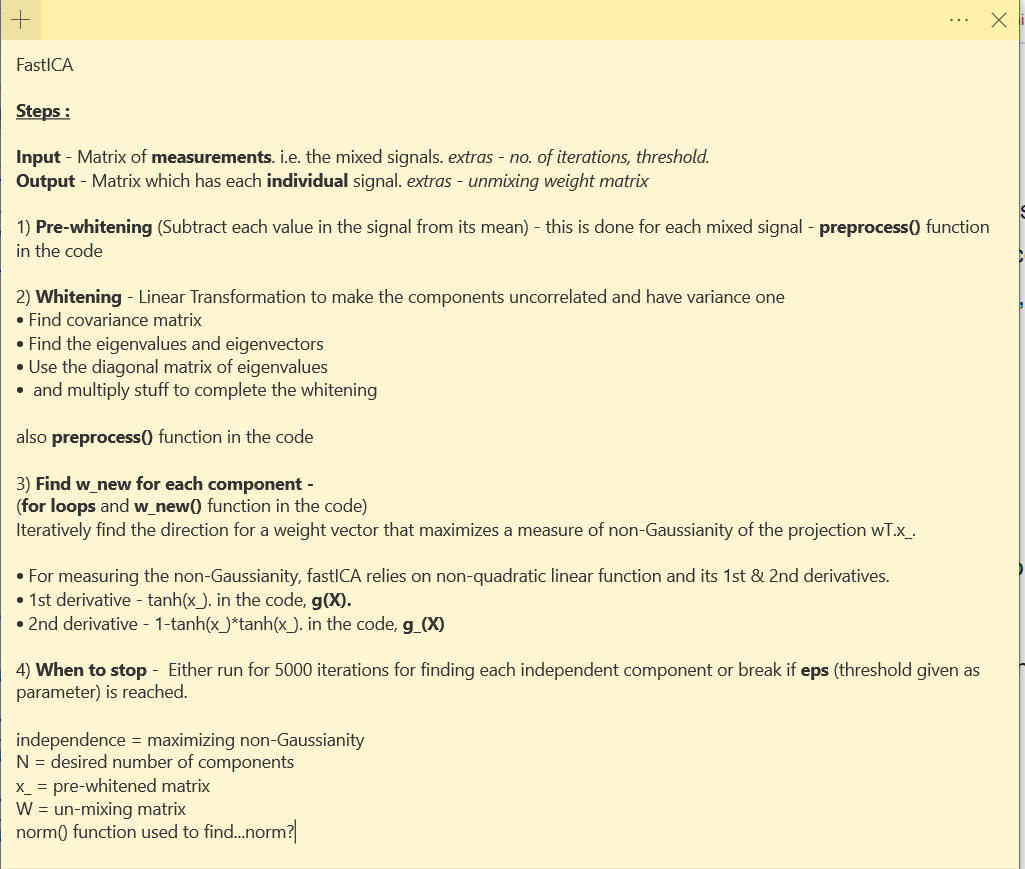 FastICA
Steps :
Input - Matrix of measurements. i.e. the mixed signals. extras - no. of iterations, threshold.
Output - Matrix which has each individual signal. extras - unmixing weight matrix
1) Pre-whitening (Subtract each value in the signal from its mean) - this is done for each mixed signal - preprocess() function
in the code
2) Whitening - Linear Transformation to make the components uncorrelated and have variance one
• Find covariance matrix
• Find the eigenvalues and eigenvectors
• Use the diagonal matrix of eigenvalues
•  and multiply stuff to complete the whitening
also preprocess() function in the code
3) Find w_new for each component -
(for loops and w_new() function in the code)
Iteratively find the direction for a weight vector that maximizes a measure of non-Gaussianity of the projection wT.x_.
• For measuring the non-Gaussianity, fastICA relies on non-quadratic linear function and its 1st & 2nd derivatives.
• 1st derivative - tanh(x_). in the code, g(X).
• 2nd derivative - 1-tanh(x_)*tanh(x_). in the code, g_(X)
4) When to stop -  Either run for 5000 iterations for finding each independent component or break if eps (threshold given as
parameter) is reached.
independence = maximizing non-Gaussianity
N = desired number of components
x_ = pre-whitened matrix
W = un-mixing matrix
norm() function used to find...norm?